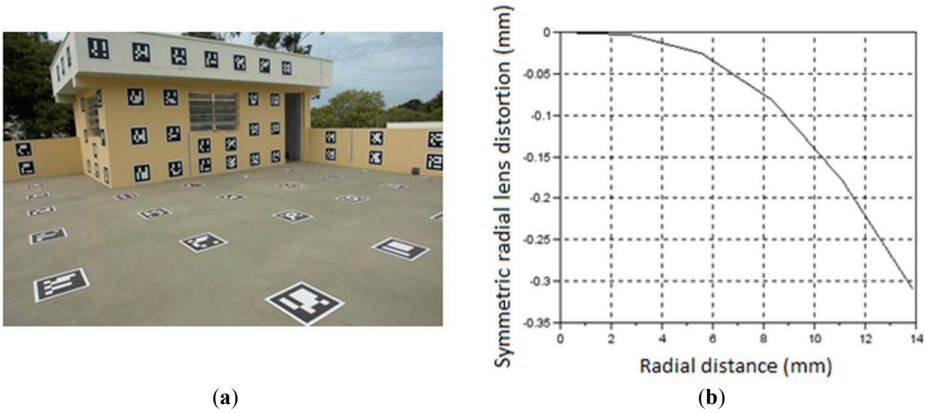 Symmetric radial lens distortion (mm)
0
-0.05
-0.1
-0.15
-0.2
-0.25
-0.3
-0.35
0 2 4 6 8 10 12 14
Radial distance (mm)
(a) (b)